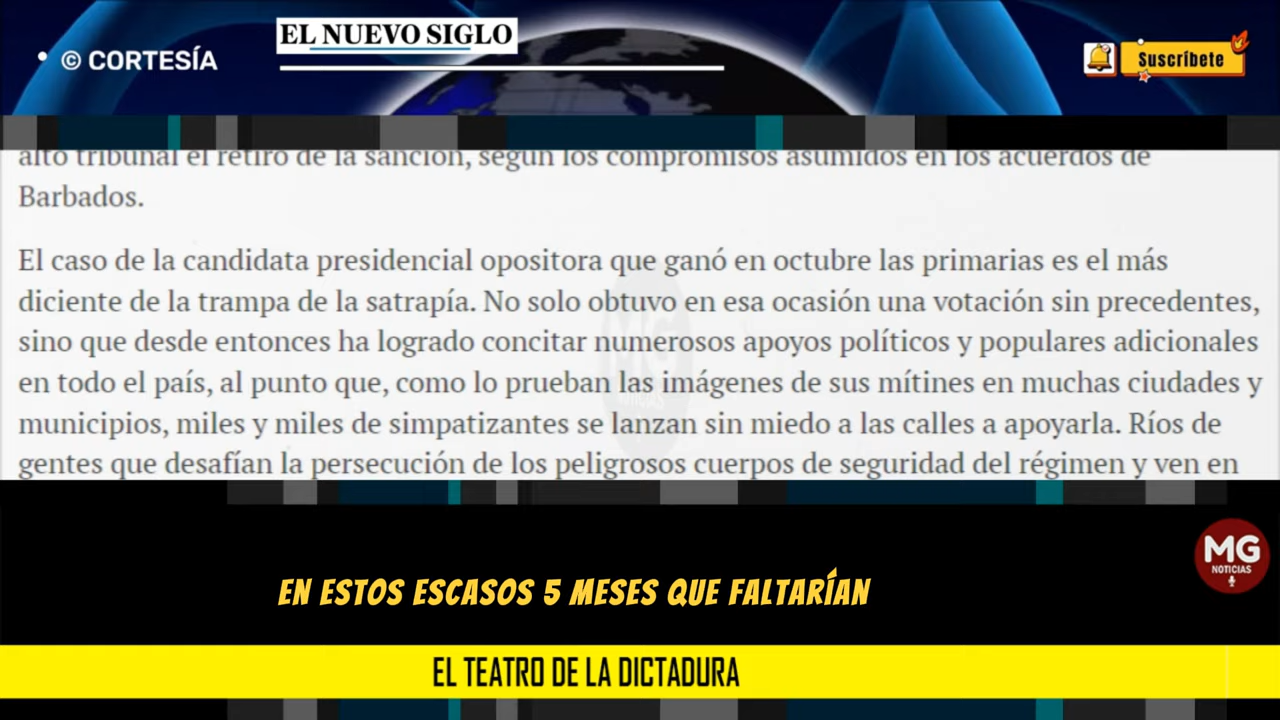 EL NUEVO SIGLO
© CORTESÍA
Suscríbete
alto tribunal el retiro de la sanción, según los compromisos asumidos en los acuerdos de
Barbados.
El caso de la candidata presidencial opositora que ganó en octubre las primarias es el más
diciente de la trampa de la satrapía. No solo obtuvo en esa ocasión una votación sin precedentes,
sino que desde entonces ha logrado concitar numerosos apoyos políticos y populares adicionales
en todo el país, al punto que, como lo prueban las imágenes de sus mítines en muchas ciudades y
municipios, miles y miles de simpatizantes se lanzan sin miedo a las calles a apoyarla. Ríos de
gentes que desafían la persecución de los peligrosos cuerpos de seguridad del régimen y ven en
MG
NOTICIAS
EN ESTOS ESCASOS 5 MESES QUE FALTARÍAN
EL TEATRO DE LA DICTADURA